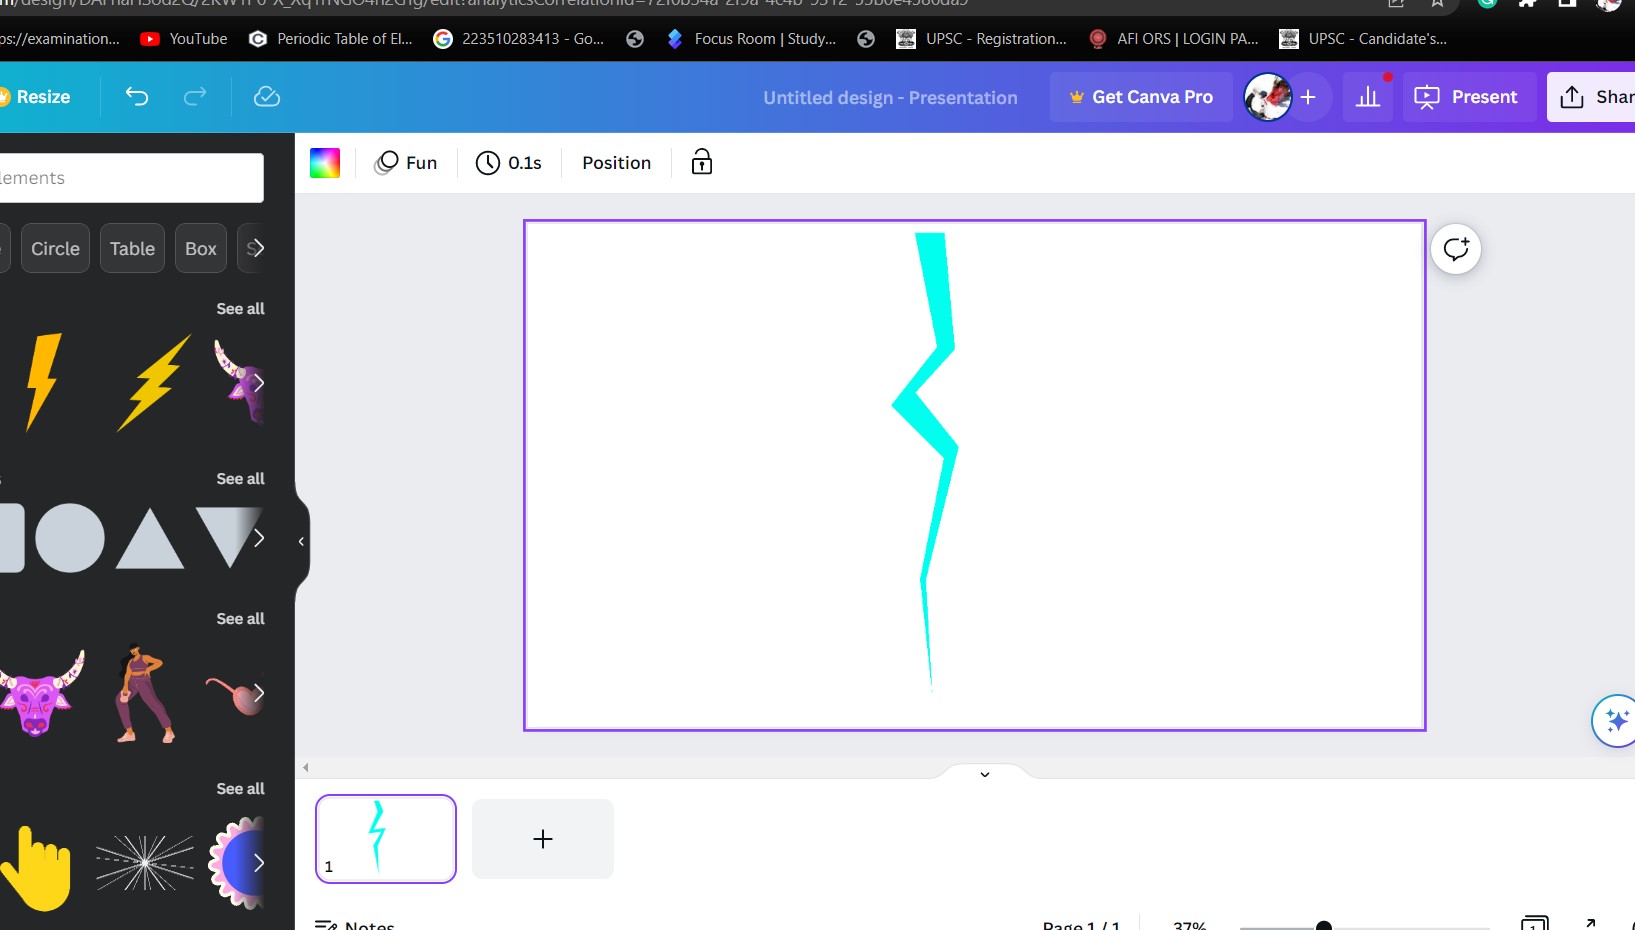 ps://examination... YouTube Periodic Table of El... 223510283413 - Go... Focus Room | Study... UPSC - Registration... AFI ORS | LOGIN PA... UPSC - Candidate's...
Resize Untitled design - Presentation Get Canva Pro + Present Shar
Fun 0.1s Position
lements
Circle Table Box S
See all
See all
See all
See all
1 +
Notes Page 1 / 1 37% 1